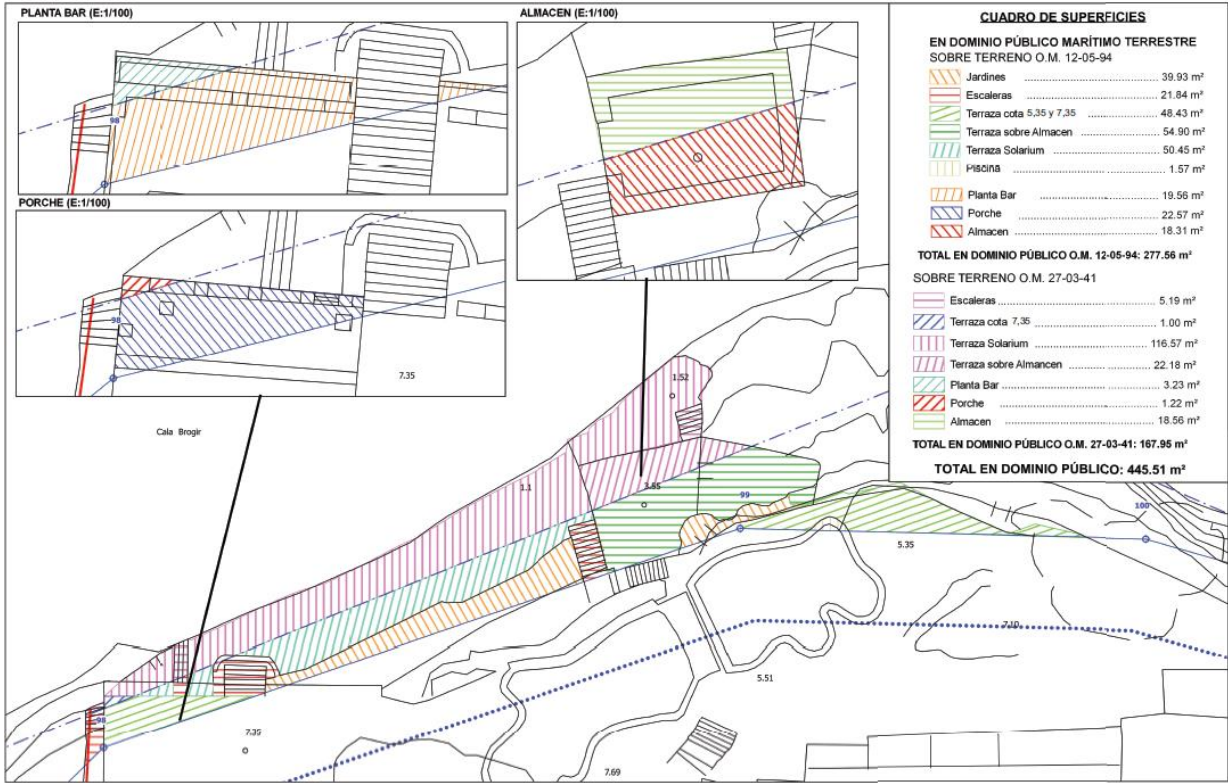 PLANTA BAR (E:1/100)
98
PORCHE (E:1/100)
98
7.35
ALMACEN (E:1/100)
CUADRO DE SUPERFICIES
EN DOMINIO PÚBLICO MARÍTIMO TERRESTRE
SOBRE TERRENO O.M. 12-05-94
Jardines ........................... 39.93 m²
Escaleras ........................... 21.84 m²
Terraza cota 5,35 y 7,35 ........................... 48.43 m²
Terraza sobre Almacen ........................... 54.90 m²
Terraza Solarium ........................... 50.45 m²
Piscina ........................... 1.57 m²
Planta Bar ........................... 19.56 m²
Porche ........................... 22.57 m²
Almacen ........................... 18.31 m²
TOTAL EN DOMINIO PÚBLICO O.M. 12-05-94: 277.56 m²
SOBRE TERRENO O.M. 27-03-41
Escaleras ........................... 5.19 m²
Terraza cota 7,35 ........................... 1.00 m²
Terraza Solarium ........................... 116.57 m²
Terraza sobre Almancen ........................... 22.18 m²
Planta Bar ........................... 3.23 m²
Porche ........................... 1.22 m²
Almacen ........................... 18.56 m²
TOTAL EN DOMINIO PÚBLICO O.M. 27-03-41: 167.95 m²
TOTAL EN DOMINIO PÚBLICO: 445.51 m²
Cala Brogir
1.52
1.1
3.55
99
100
5.35
7.10
5.51
98
7.35
7.69